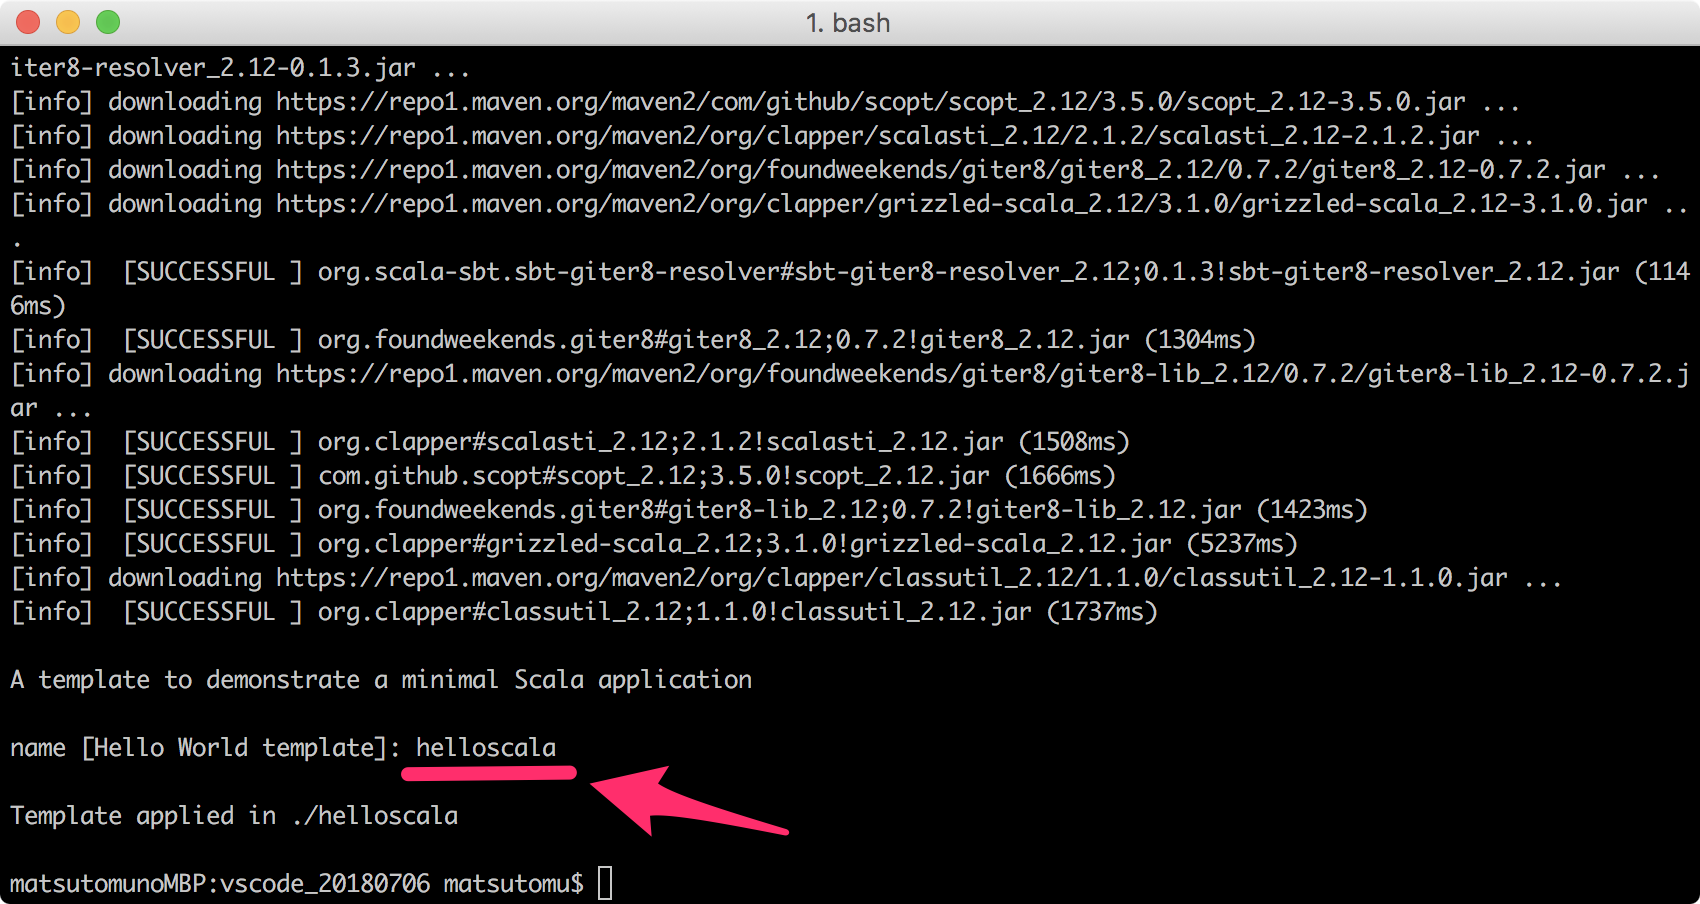 1. bash
iter8-resolver_2.12-0.1.3.jar ...
[info] downloading https://repo1.maven.org/maven2/com/github/scopt/scopt_2.12/3.5.0/scopt_2.12-3.5.0.jar ...
[info] downloading https://repo1.maven.org/maven2/org/clapper/scalasti_2.12/2.1.2/scalasti_2.12-2.1.2.jar ...
[info] downloading https://repo1.maven.org/maven2/org/foundweekends/giter8/giter8_2.12/0.7.2/giter8_2.12-0.7.2.jar ...
[info] downloading https://repo1.maven.org/maven2/org/clapper/grizzled-scala_2.12/3.1.0/grizzled-scala_2.12-3.1.0.jar ..
.
[info]  [SUCCESSFUL ] org.scala-sbt.sbt-giter8-resolver#sbt-giter8-resolver_2.12;0.1.3!sbt-giter8-resolver_2.12.jar (114
6ms)
[info]  [SUCCESSFUL ] org.foundweekends.giter8#giter8_2.12;0.7.2!giter8_2.12.jar (1304ms)
[info] downloading https://repo1.maven.org/maven2/org/foundweekends/giter8/giter8-lib_2.12/0.7.2/giter8-lib_2.12-0.7.2.j
ar ...
[info]  [SUCCESSFUL ] org.clapper#scalasti_2.12;2.1.2!scalasti_2.12.jar (1508ms)
[info]  [SUCCESSFUL ] com.github.scopt#scopt_2.12;3.5.0!scopt_2.12.jar (1666ms)
[info]  [SUCCESSFUL ] org.foundweekends.giter8#giter8-lib_2.12;0.7.2!giter8-lib_2.12.jar (1423ms)
[info]  [SUCCESSFUL ] org.clapper#grizzled-scala_2.12;3.1.0!grizzled-scala_2.12.jar (5237ms)
[info] downloading https://repo1.maven.org/maven2/org/clapper/classutil_2.12/1.1.0/classutil_2.12-1.1.0.jar ...
[info]  [SUCCESSFUL ] org.clapper#classutil_2.12;1.1.0!classutil_2.12.jar (1737ms)
A template to demonstrate a minimal Scala application
name [Hello World template]: helloscala
Template applied in ./helloscala
matsutomunoMBP:vscode_20180706 matsutomu$